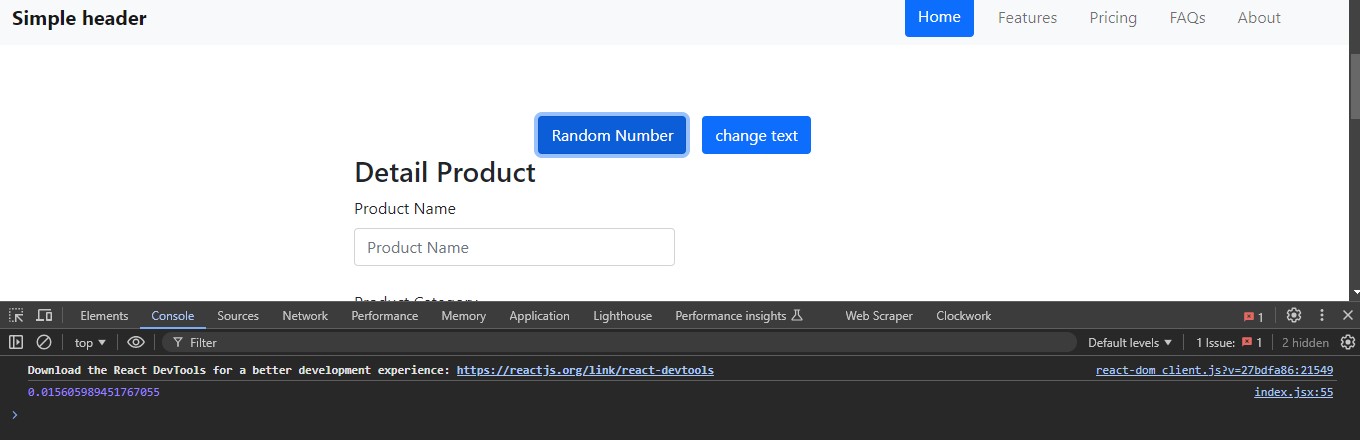 Simple header Home Features Pricing FAQs About
Random Number change text
Detail Product
Product Name
Product Name
Product Category
Elements Console Sources Network Performance Memory Application Lighthouse Performance insights Web Scraper Clockwork 1
top Filter Default levels 1 Issue: 1 2 hidden
Download the React DevTools for a better development experience: https://reactjs.org/link/react-devtools react-dom_client.js?v=27bdfa86:21549
0.015605989451767055 index.jsx:55